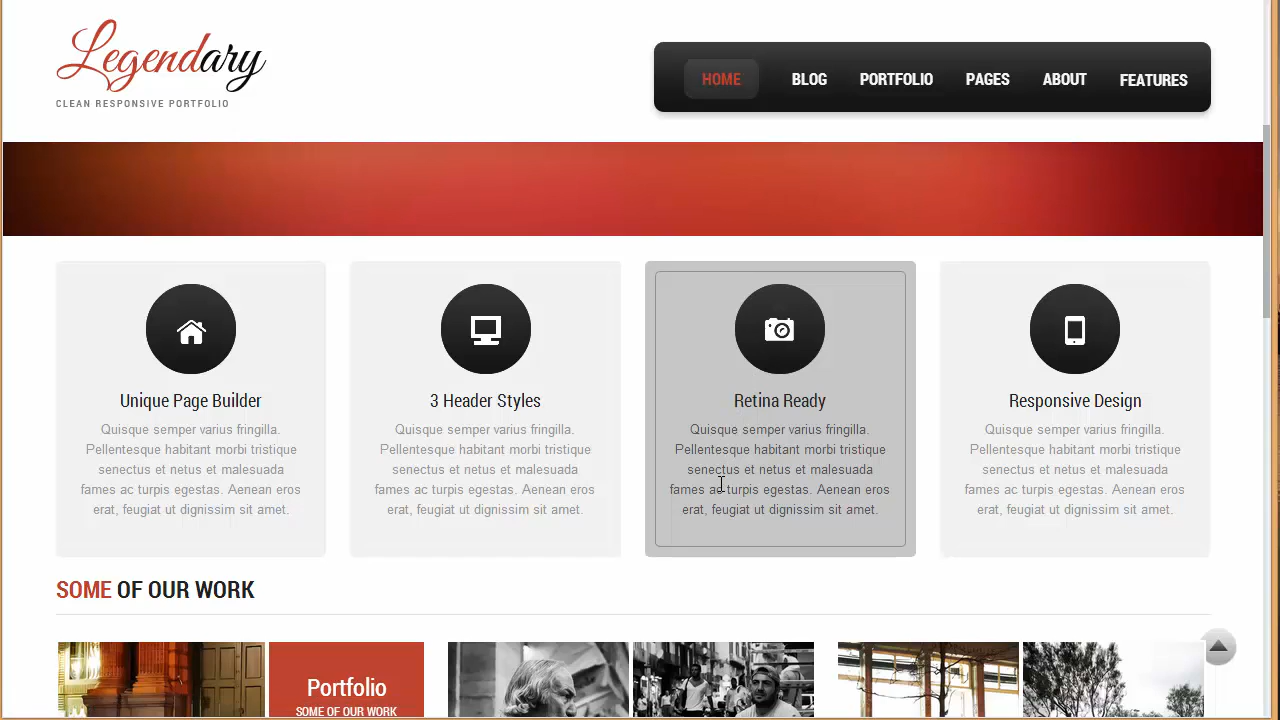 Legendary
CLEAN RESPONSIVE PORTFOLIO
HOME BLOG PORTFOLIO PAGES ABOUT FEATURES
Unique Page Builder
Quisque semper varius fringilla.
Pellentesque habitant morbi tristique
senectus et netus et malesuada
fames ac turpis egestas. Aenean eros
erat, feugiat ut dignissim sit amet.
3 Header Styles
Quisque semper varius fringilla.
Pellentesque habitant morbi tristique
senectus et netus et malesuada
fames ac turpis egestas. Aenean eros
erat, feugiat ut dignissim sit amet.
Retina Ready
Quisque semper varius fringilla.
Pellentesque habitant morbi tristique
senectus et netus et malesuada
fames ac turpis egestas. Aenean eros
erat, feugiat ut dignissim sit amet.
Responsive Design
Quisque semper varius fringilla.
Pellentesque habitant morbi tristique
senectus et netus et malesuada
fames ac turpis egestas. Aenean eros
erat, feugiat ut dignissim sit amet.
SOME OF OUR WORK
Portfolio
SOME OF OUR WORK